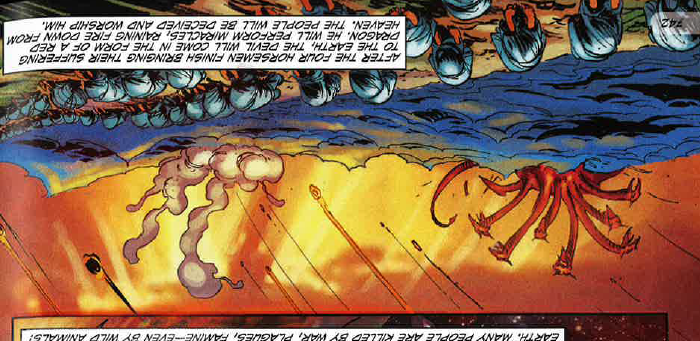 EARTH. MANY PEOPLE ARE KILLED BY WAR, PLAGUES, FAMINE—EVEN BY WILD ANIMALS!
AFTER THE FOUR HORSEMEN FINISH BRINGING THEIR SUFFERING
TO THE EARTH, THE DEVIL WILL COME IN THE FORM OF A RED
DRAGON. HE WILL PERFORM MIRACLES, RAINING FIRE DOWN FROM
HEAVEN. THE PEOPLE WILL BE DECEIVED AND WORSHIP HIM.
742